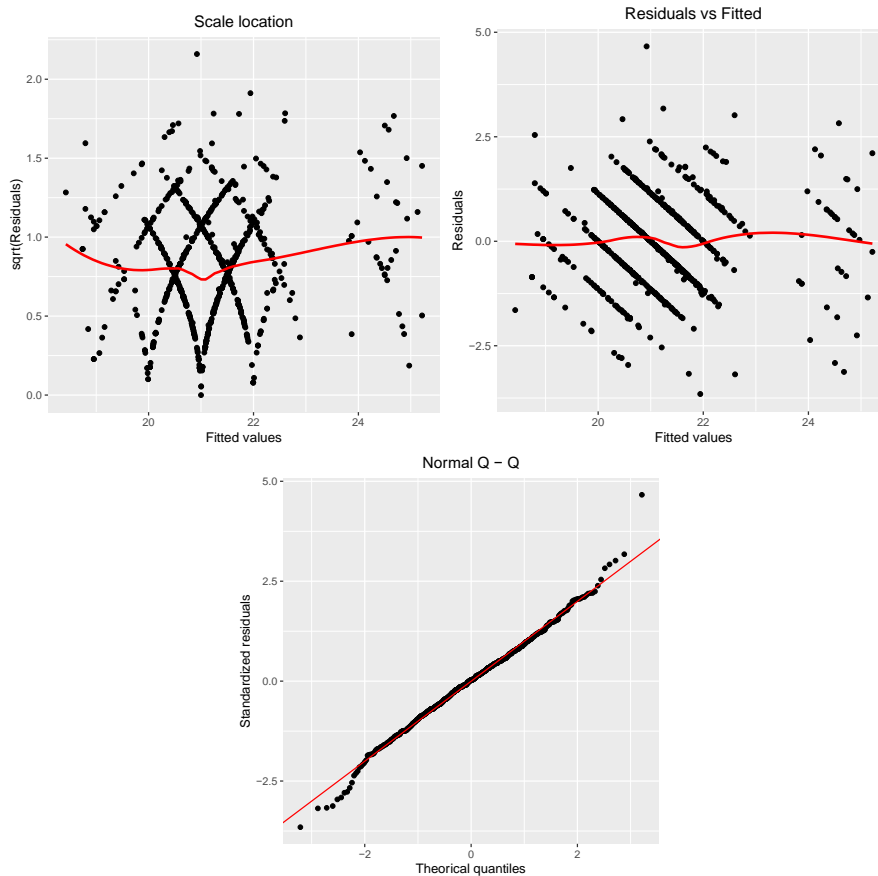 Scale location
2.0
1.5
1.0
0.5
0.0
sqrt(Residuals)
20
22
24
Fitted values
Residuals vs Fitted
5.0
2.5
0.0
−2.5
Residuals
20
22
24
Fitted values
Normal Q − Q
5.0
2.5
0.0
−2.5
Standardized residuals
−2
0
2
Theorical quantiles